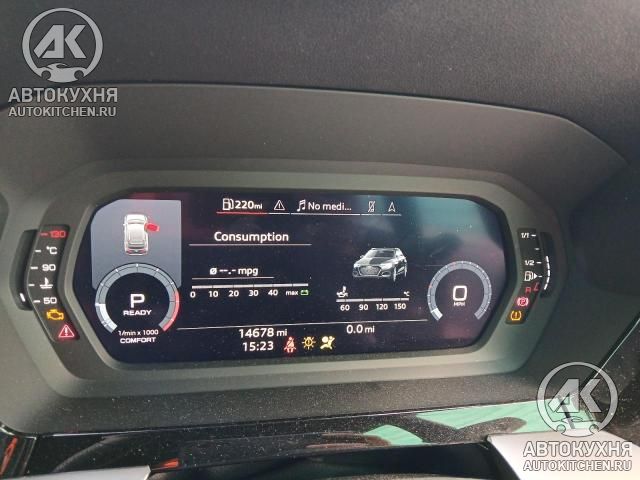 АК
АВТОКУХНЯ
AUTOKITCHEN.RU
220mi
No medi...
Consumption
ø --.- mpg
0 10 20 30 40 max
130
°C
90
50
P
READY
1/min x 1000
COMFORT
60 90 120 150 °C
0
MPH
1/1
1/2
R
14678 mi
0.0 mi
15:23
АК
АВТОКУХНЯ
AUTOKITCHEN.RU